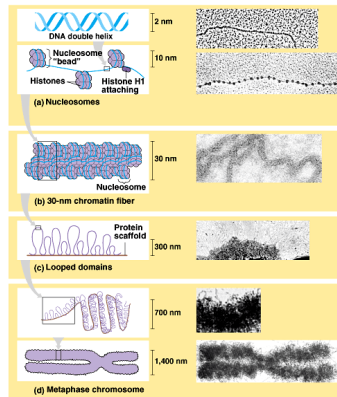 2 nm
DNA double helix
Nucleosome
"bead"
10 nm
Histones
Histone H1
attaching
(a) Nucleosomes
30 nm
Nucleosome
(b) 30-nm chromatin fiber
Protein
scaffold
300 nm
(c) Looped domains
700 nm
1,400 nm
(d) Metaphase chromosome